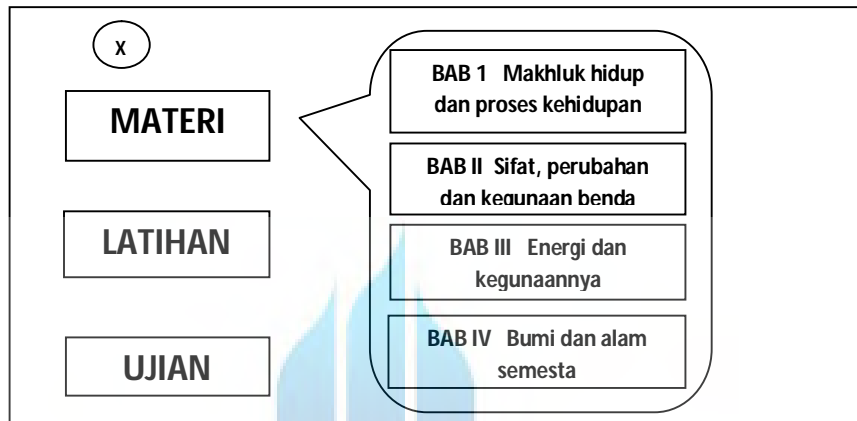 X
MATERI
LATIHAN
UJIAN
BAB 1 Makhluk hidup
dan proses kehidupan
BAB II Sifat, perubahan
dan kegunaan benda
BAB III Energi dan
kegunaannya
BAB IV Bumi dan alam
semesta